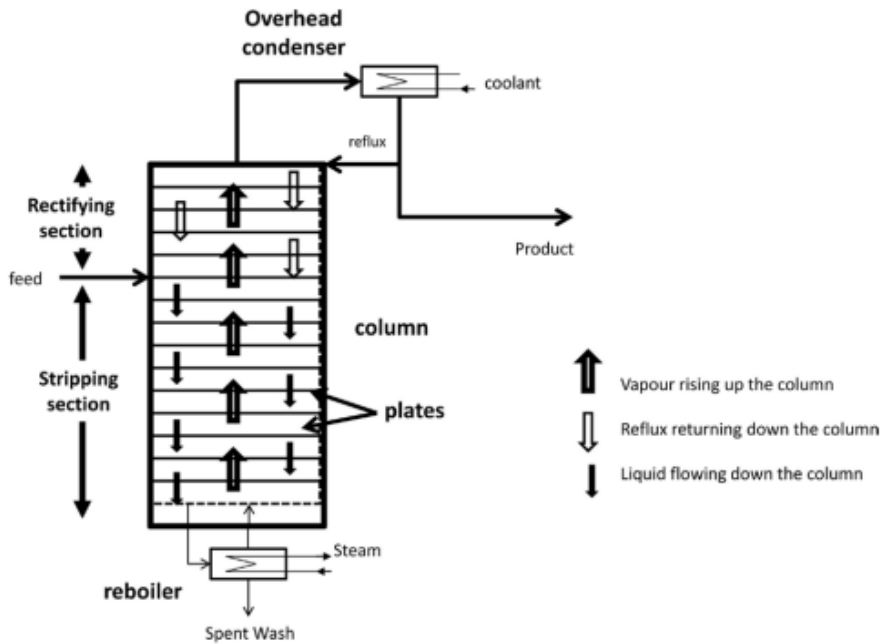 Overhead
condenser
coolant
reflux
Rectifying
section
Product
feed
column
Stripping
section
plates
Vapour rising up the column
Reflux returning down the column
Liquid flowing down the column
Steam
reboiler
Spent Wash